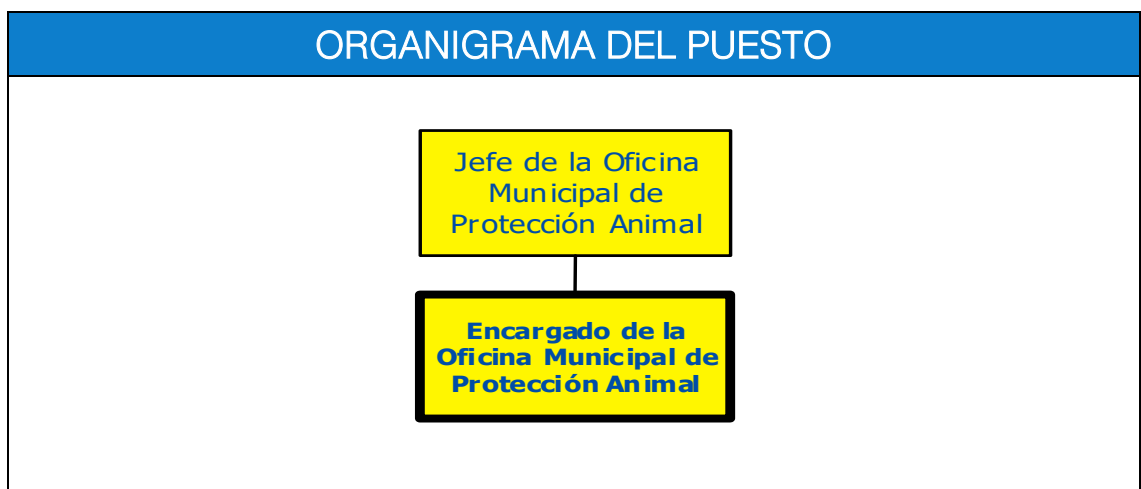 ORGANIGRAMA DEL PUESTO
Jefe de la Oficina
Municipal de
Protección Animal
Encargado de la
Oficina Municipal de
Protección Animal